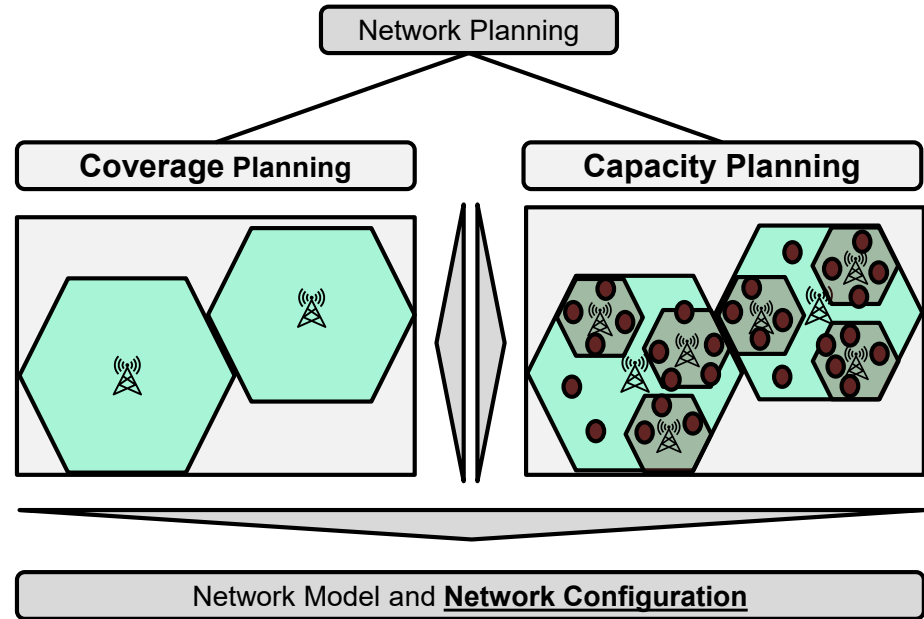 Network Planning
Coverage Planning
Capacity Planning
Network Model and Network Configuration